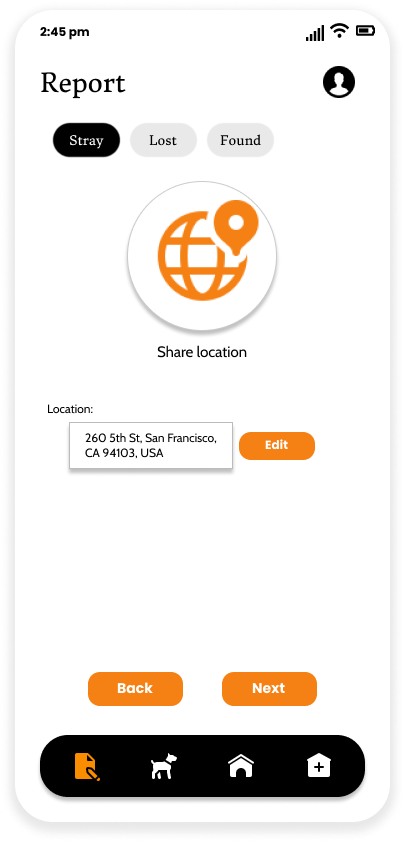 2:45 pm
Report
Stray
Lost
Found
Share location
Location:
260 5th St, San Francisco,
CA 94103, USA
Edit
Back
Next